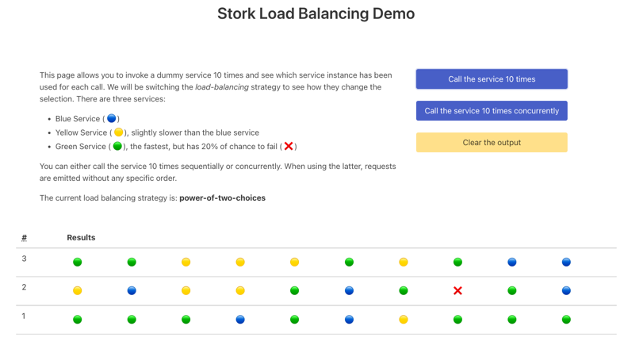 Stork Load Balancing Demo
This page allows you to invoke a dummy service 10 times and see which service instance has been
used for each call. We will be switching the load-balancing strategy to see how they change the
selection. There are three services:
• Blue Service ( )
• Yellow Service ( ), slightly slower than the blue service
• Green Service ( ), the fastest, but has 20% of chance to fail ( )
You can either call the service 10 times sequentially or concurrently. When using the latter, requests
are emitted without any specific order.
The current load balancing strategy is: power-of-two-choices
Call the service 10 times
Call the service 10 times concurrently
Clear the output
# Results
3
2
1